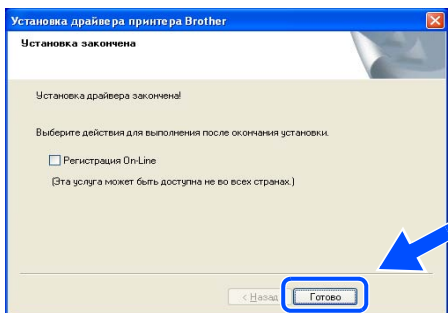 Установка драйвера принтера Brother
Установка закончена
Установка драйвера закончена!
Выберите действия для выполнения после окончания установки.
Регистрация On-Line
(Эта услуга может быть доступна не во всех странах.)
< Назад
Готово